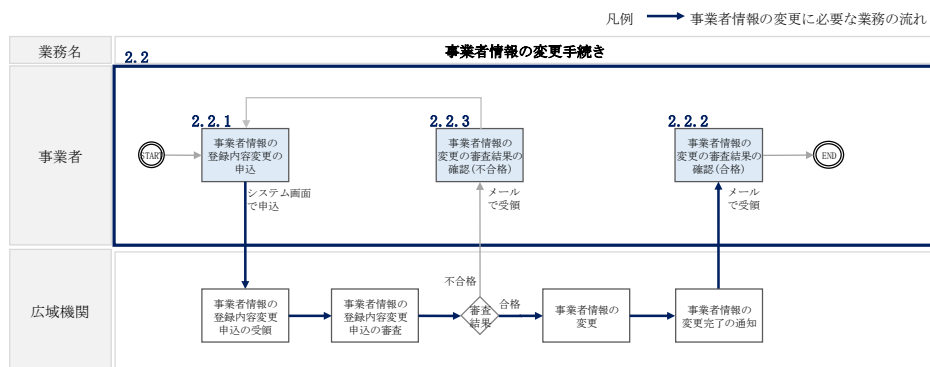 凡例
事業者情報の変更に必要な業務の流れ
業務名
2.2
事業者情報の変更手続き
事業者
START
2.2.1
事業者情報の
登録内容変更の
申込
2.2.3
事業者情報の
変更の審査結果の
確認(不合格)
2.2.2
事業者情報の
変更の審査結果の
確認(合格)
END
システム画面
で申込
メール
で受領
メール
で受領
広域機関
事業者情報の
登録内容変更
申込の受領
事業者情報の
登録内容変更
申込の審査
不合格
審査
結果
合格
事業者情報の
変更
事業者情報の
変更完了の通知